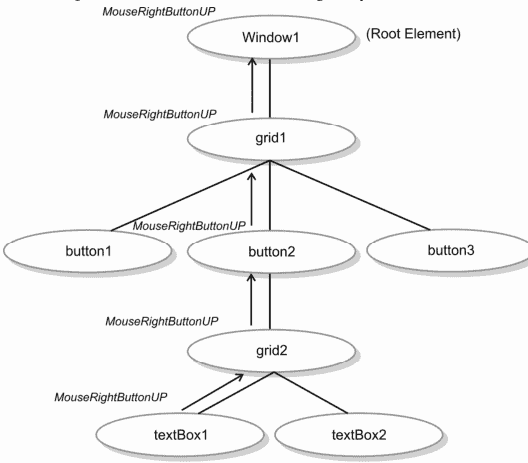 MouseRightButtonUP
Window1
(Root Element)
MouseRightButtonUP
grid1
MouseRightButtonUP
button1
button2
button3
MouseRightButtonUP
grid2
MouseRightButtonUP
textBox1
textBox2